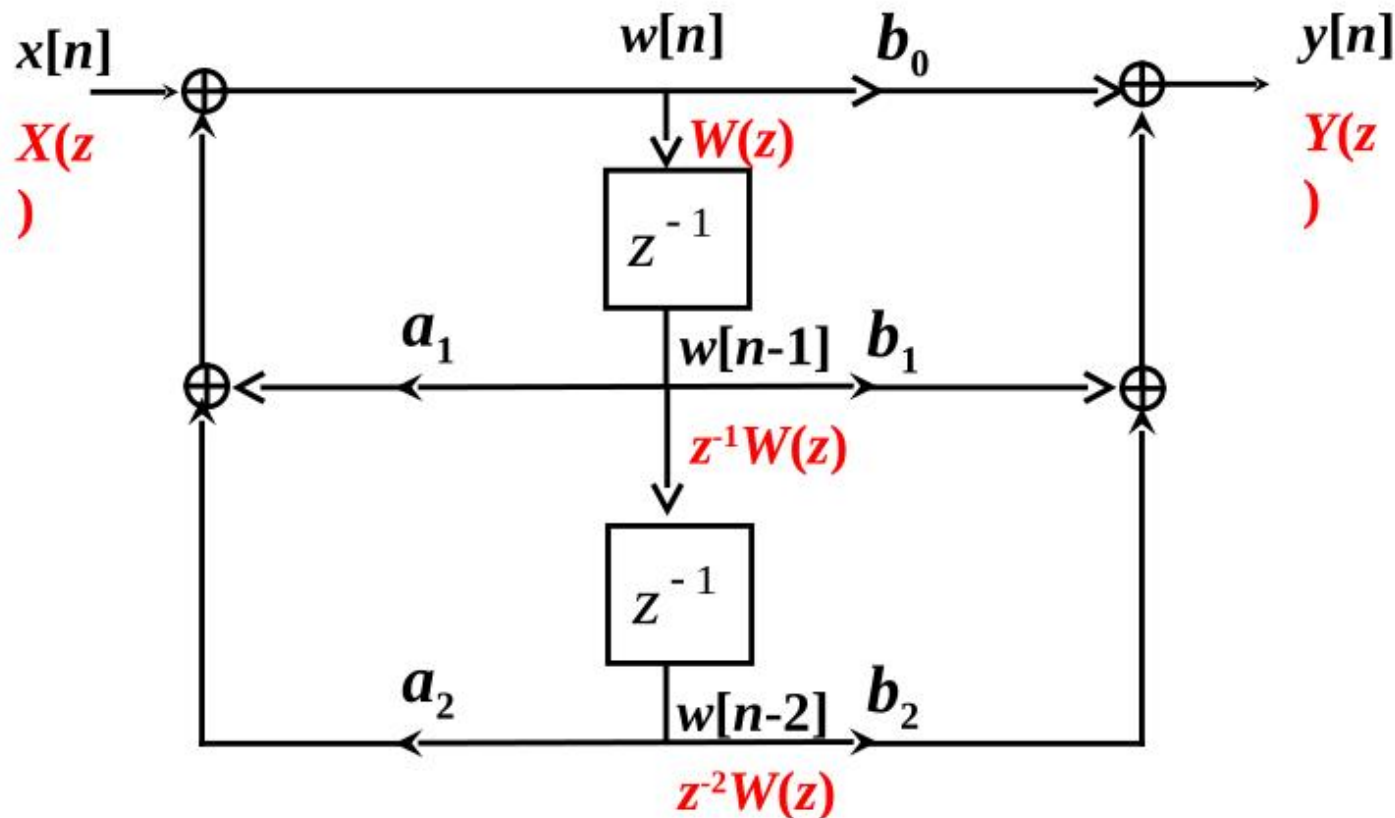 x[n] w[n] b₀ y[n]
X(z
) W(z) Y(z
)
z⁻¹
a₁ w[n-1] b₁
z⁻¹W(z)
z⁻¹
a₂ w[n-2] b₂
z⁻²W(z)